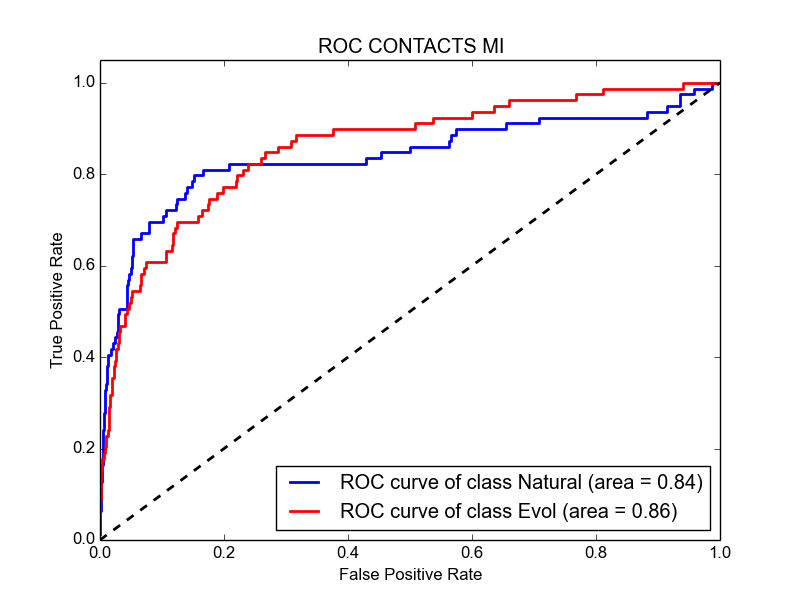 ROC CONTACTS MI
True Positive Rate
1.0
0.8
0.6
0.4
0.2
0.0
ROC curve of class Natural (area = 0.84)
ROC curve of class Evol (area = 0.86)
0.0 0.2 0.4 0.6 0.8 1.0
False Positive Rate